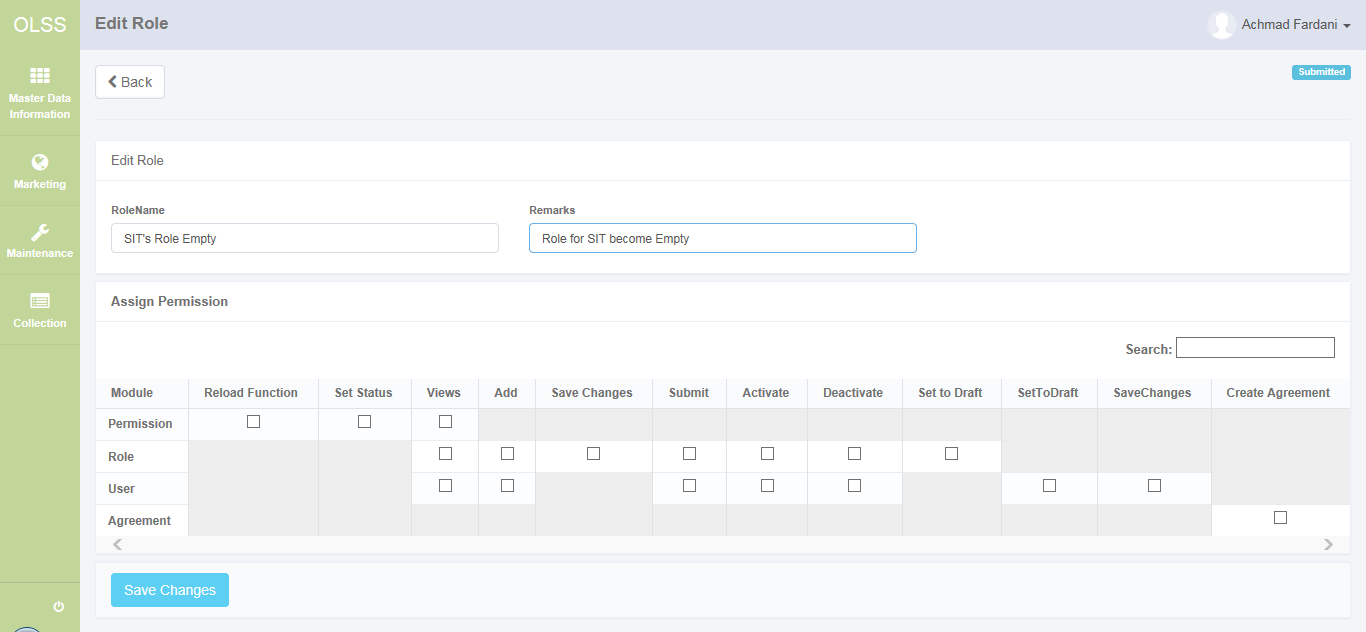 OLSS
Edit Role
Achmad Fardani
Master Data
Information
Marketing
Maintenance
Collection
Back
Submitted
Edit Role
RoleName
Remarks
SIT's Role Empty
Role for SIT become Empty
Assign Permission
Search:
Module Reload Function Set Status Views Add Save Changes Submit Activate Deactivate Set to Draft SetToDraft SaveChanges Create Agreement
Permission
Role
User
Agreement
Save Changes